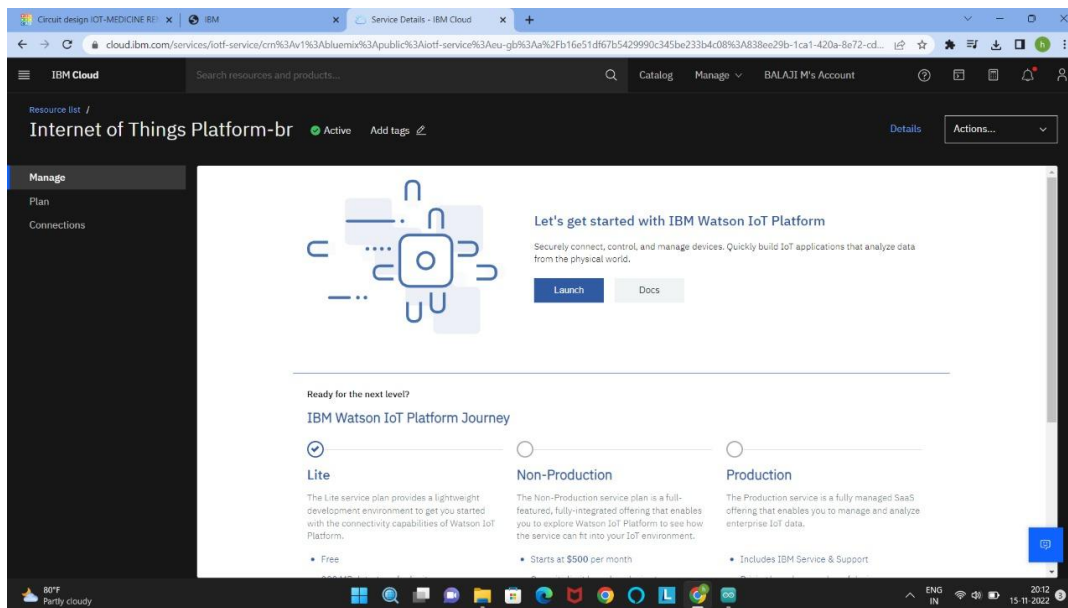 Circuit design IOT-MEDICINE RE
IBM
Service Details - IBM Cloud
cloud.ibm.com/services/iotf-service/crn%3Av1%3Abluemix%3Apublic%3Aiotf-service%3Aeu-gb%3Aa%2Fb16e51df67b5429990c345be233b4c08%3A838ee29b-1ca1-420a-8e72-cd...
h
IBM Cloud
Search resources and products...
Catalog
Manage
BALAJI M's Account
Resource list /
Internet of Things Platform-br
Active
Add tags
Details
Actions...
Manage
Plan
Connections
Let's get started with IBM Watson IoT Platform
Securely connect, control, and manage devices. Quickly build IoT applications that analyze data
from the physical world.
Launch
Docs
Ready for the next level?
IBM Watson IoT Platform Journey
Lite
The Lite service plan provides a lightweight
development environment to get you started
with the connectivity capabilities of Watson IoT
Platform.
• Free
Non-Production
The Non-Production service plan is a full-
featured, fully-integrated offering that enables
you to explore Watson IoT Platform to see how
the service can fit into your IoT environment.
• Starts at $500 per month
Production
The Production service is a fully managed SaaS
offering that enables you to manage and analyze
enterprise IoT data.
• Includes IBM Service & Support
80°F
Partly cloudy
L
ENG
IN
20:12
15-11-2022
3